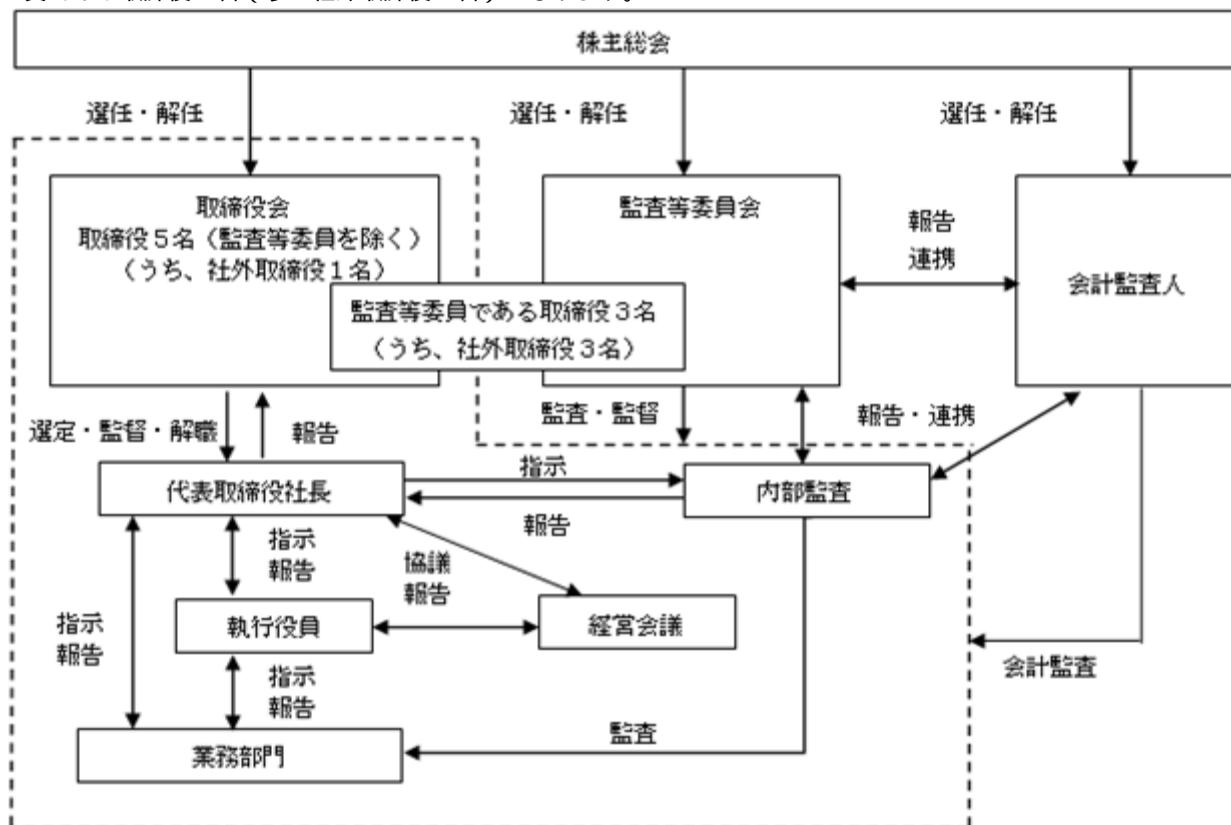 株主総会
選任・解任
選任・解任
選任・解任
取締役会
取締役５名（監査等委員を除く）
（うち、社外取締役１名）
監査等委員会
報告
連携
会計監査人
監査等委員である取締役３名
（うち、社外取締役３名）
選定・監督・解職
報告
監査・監督
報告・連携
代表取締役社長
指示
報告
内部監査
指示
報告
協議
報告
執行役員
経営会議
指示
報告
指示
報告
会計監査
業務部門
監査